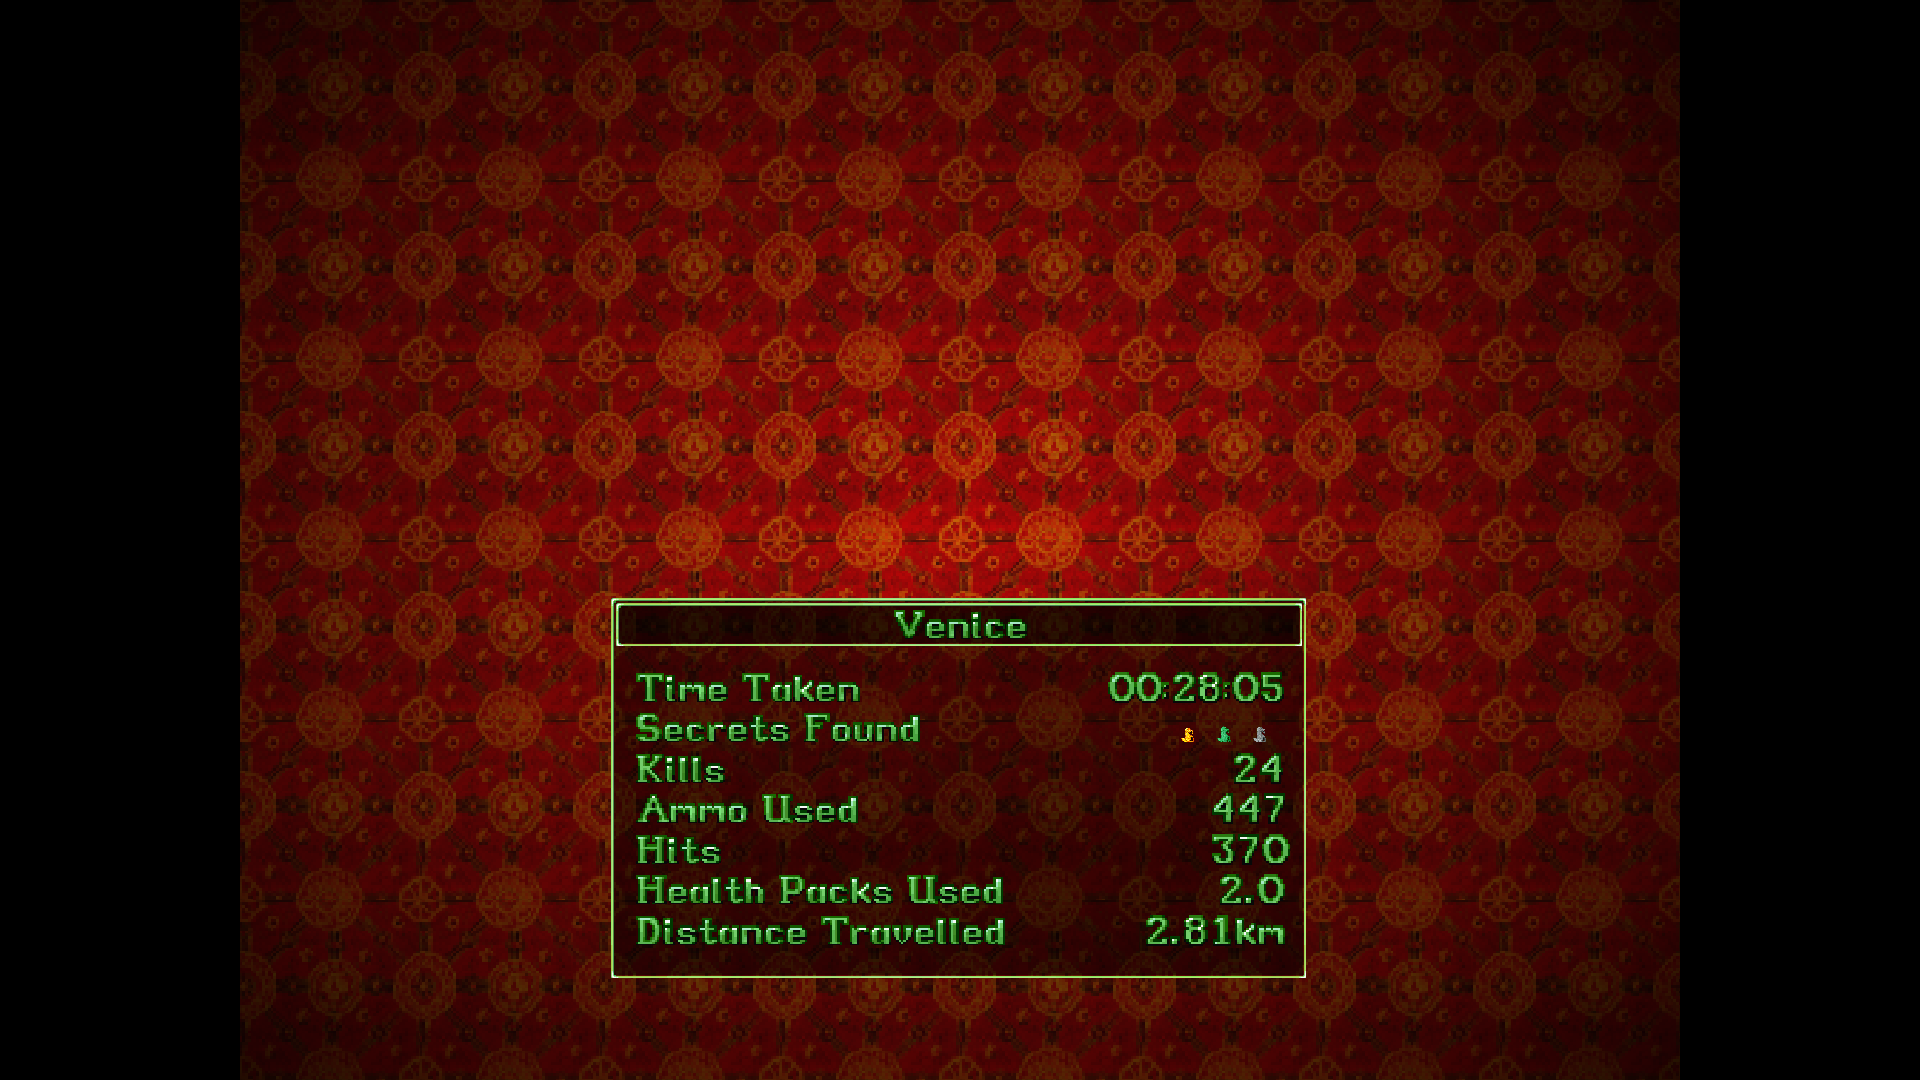 Venice
Time Taken 00:28:05
Secrets Found
Kills 24
Ammo Used 447
Hits 370
Health Packs Used 2.0
Distance Travelled 2.81km